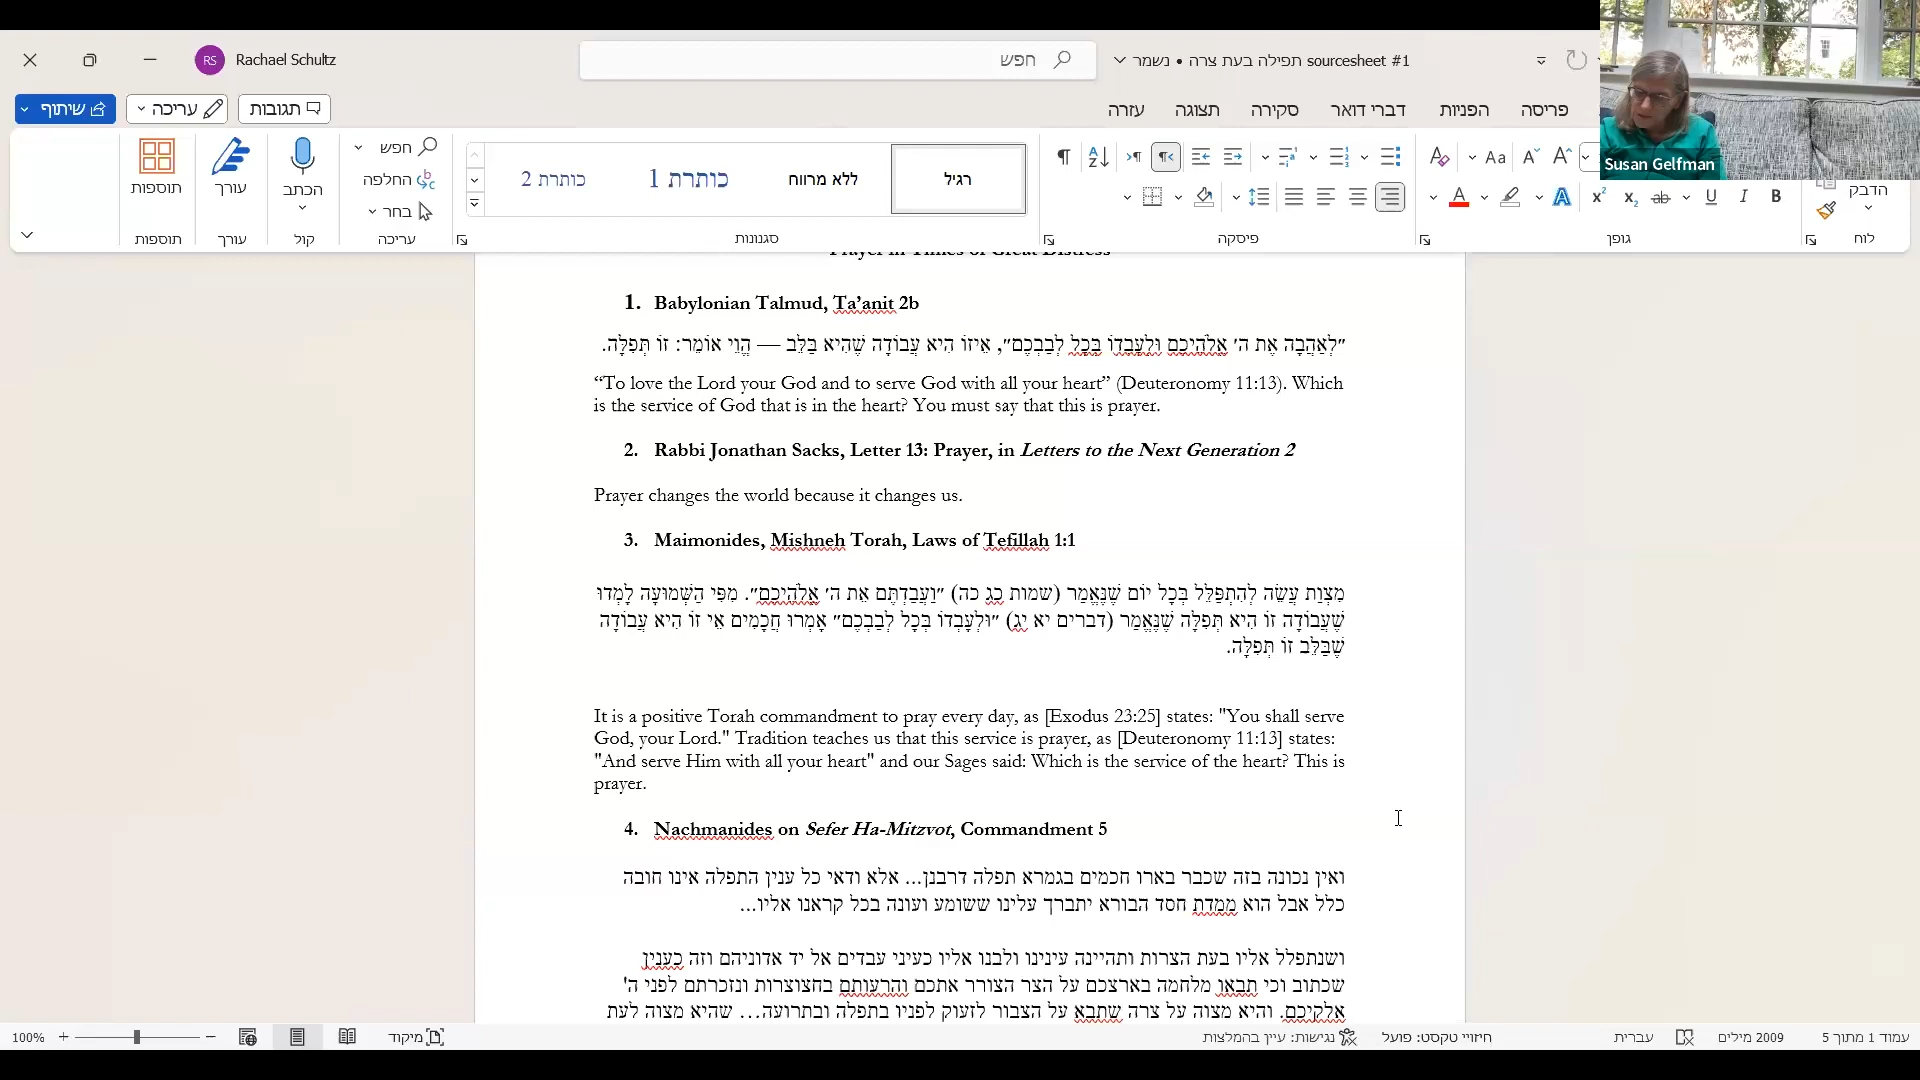 Rachael Schultz
חפש
sourcesheet #1 תפילה בעת צרה • נשמר
Susan Gelfman
שיתוף
עריכה
תגובות
פריסה
הפניות
דברי דואר
סקירה
תצוגה
עזרה
הדבק
לוח
גופן
פיסקה
רגיל
ללא מרווח
כותרת 1
כותרת 2
סגנונות
חפש
החלפה
בחר
עריכה
הכתב
קול
עורך
עורך
תוספות
תוספות
Prayer in Times of Great Distress
1. Babylonian Talmud, Ta’anit 2b
״לְאַהֲבָה אֶת ה׳ אֱלֹהֵיכֶם וּלְעׇבְדוֹ בְּכׇל לְבַבְכֶם״, אֵיזוֹ הִיא עֲבוֹדָה שֶׁהִיא בַּלֵּב — הֱוֵי אוֹמֵר: זוֹ תְּפִלָּה.
“To love the Lord your God and to serve God with all your heart” (Deuteronomy 11:13). Which
is the service of God that is in the heart? You must say that this is prayer.
2. Rabbi Jonathan Sacks, Letter 13: Prayer, in Letters to the Next Generation 2
Prayer changes the world because it changes us.
3. Maimonides, Mishneh Torah, Laws of Tefillah 1:1
מִצְוַת עֲשֵׂה לְהִתְפַּלֵּל בְּכָל יוֹם שֶׁנֶּאֱמַר (שמות כג כה) ״וַעֲבַדְתֶּם אֵת ה׳ אֱלֹהֵיכֶם״. מִפִּי הַשְּׁמוּעָה לָמְדוּ
שֶׁעֲבוֹדָה זוֹ הִיא תְּפִלָּה שֶׁנֶּאֱמַר (דברים יא יג) ״וּלְעָבְדוֹ בְּכָל לְבַבְכֶם״ אָמְרוּ חֲכָמִים אֵי זוֹ הִיא עֲבוֹדָה
שֶׁבַּלֵּב זוֹ תְּפִלָּה.
It is a positive Torah commandment to pray every day, as [Exodus 23:25] states: "You shall serve
God, your Lord." Tradition teaches us that this service is prayer, as [Deuteronomy 11:13] states:
"And serve Him with all your heart" and our Sages said: Which is the service of the heart? This is
prayer.
4. Nachmanides on Sefer Ha-Mitzvot, Commandment 5
ואין נכונה בזה שכבר בארו חכמים בגמרא תפלה דרבנן... אלא ודאי כל ענין התפלה אינו חובה
כלל אבל הוא ממדת חסד הבורא יתברך עלינו ששומע ועונה בכל קראנו אליו...
ושנתפלל אליו בעת הצרות ותהיינה עינינו ולבנו אליו כעיני עבדים אל יד אדוניהם וזה כענין
שכתוב וכי תבאו מלחמה בארצכם על הצר הצורר אתכם והרעותם בחצוצרות ונזכרתם לפני ה'
אלקיכם. והיא מצוה על צרה שתבא על הצבור לזעוק לפניו בתפלה ובתרועה... שהיא מצוה לעת
עמוד 1 מתוך 5
2009 מילים
עברית
חיזויי טקסט: פועל
נגישות: עיין בהמלצות
מיקוד
100%